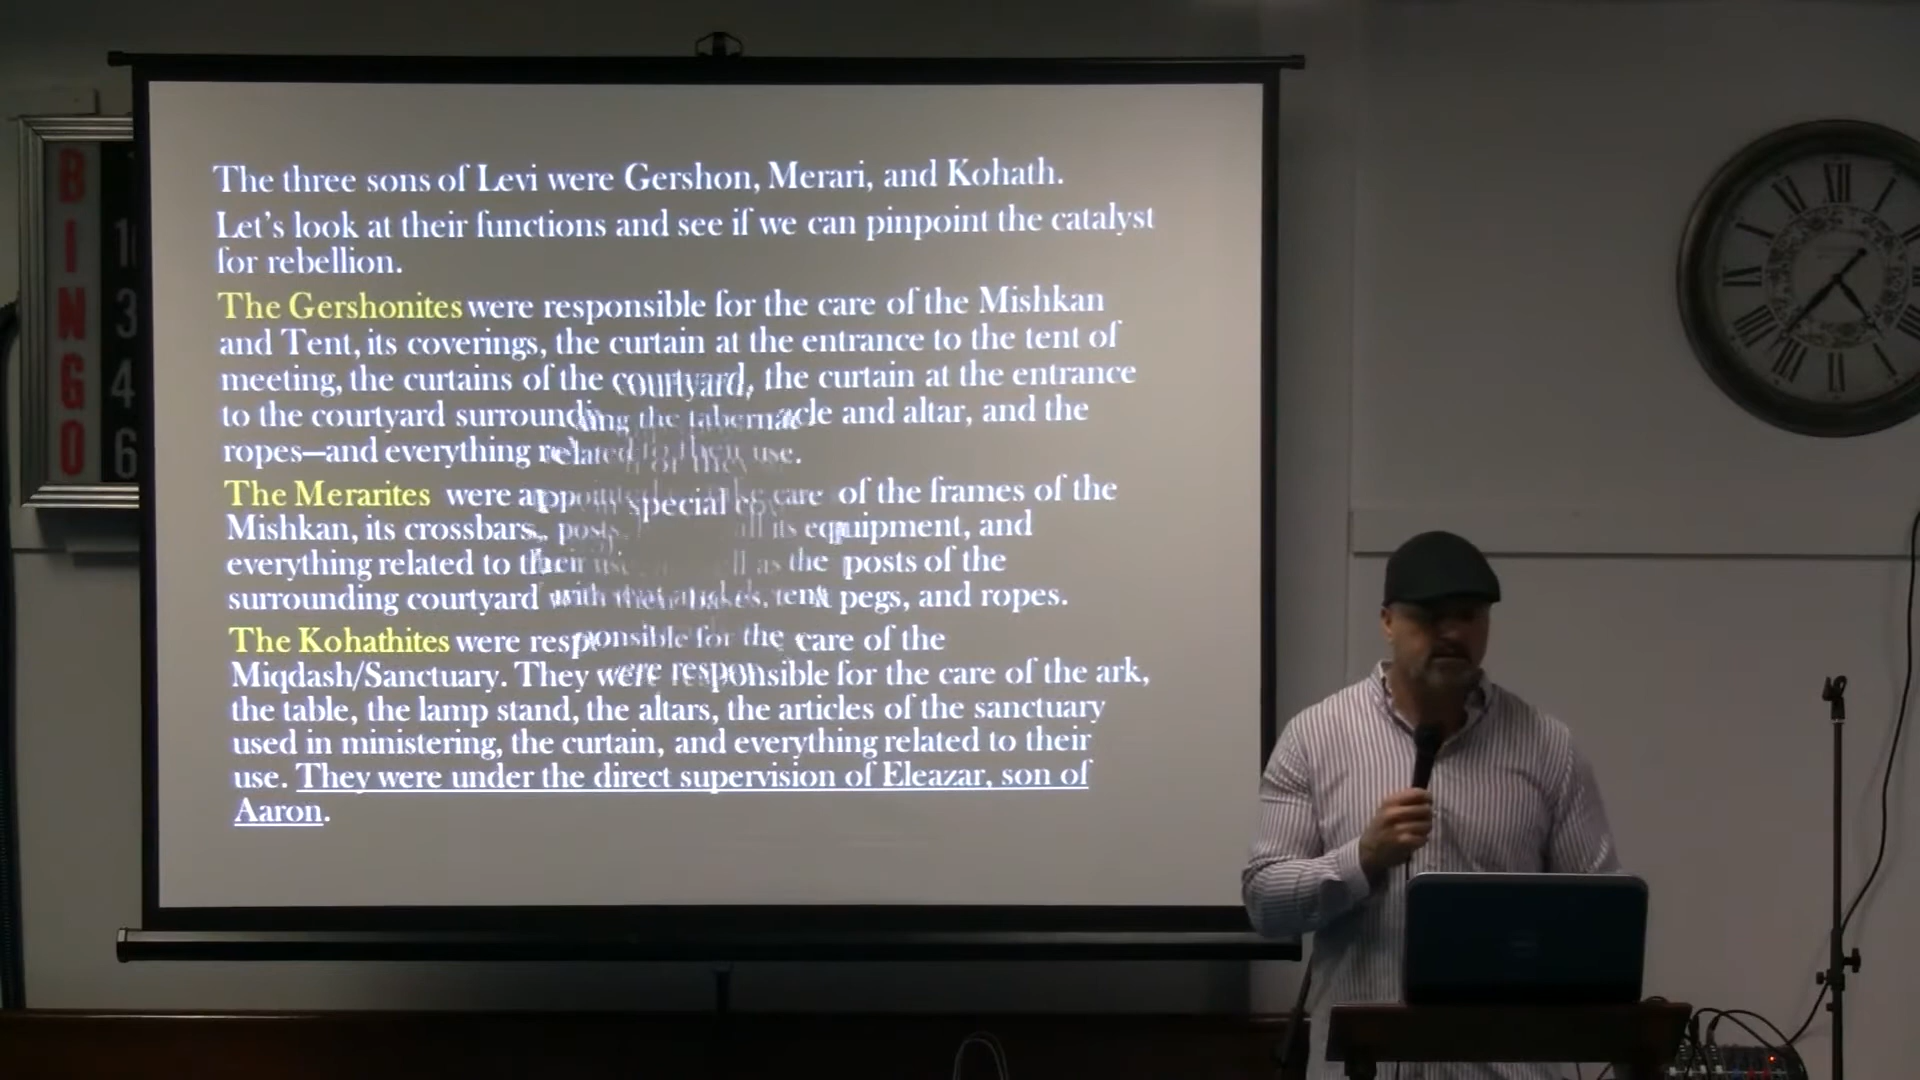 The three sons of Levi were Gershon, Merari, and Kohath.
Let's look at their functions and see if we can pinpoint the catalyst
for rebellion.
The Gershonites were responsible for the care of the Mishkan
and Tent, its coverings, the curtain at the entrance to the tent of
meeting, the curtains of the courtyard, the curtain at the entrance
to the courtyard surrounding the tabernacle and altar, and the
ropes—and everything related to their use.
The Merarites were care of the frames of the
Mishkan, its crossbars, posts, all its equipment, and
everything related to their as the posts of the
surrounding courtyard with their bases, tent pegs, and ropes.
The Kohathites were responsible for the care of the
Miqdash/Sanctuary. They were responsible for the care of the ark,
the table, the lamp stand, the altars, the articles of the sanctuary
used in ministering, the curtain, and everything related to their
use. They were under the direct supervision of Eleazar, son of
Aaron.
special
BINGO
3
4
6